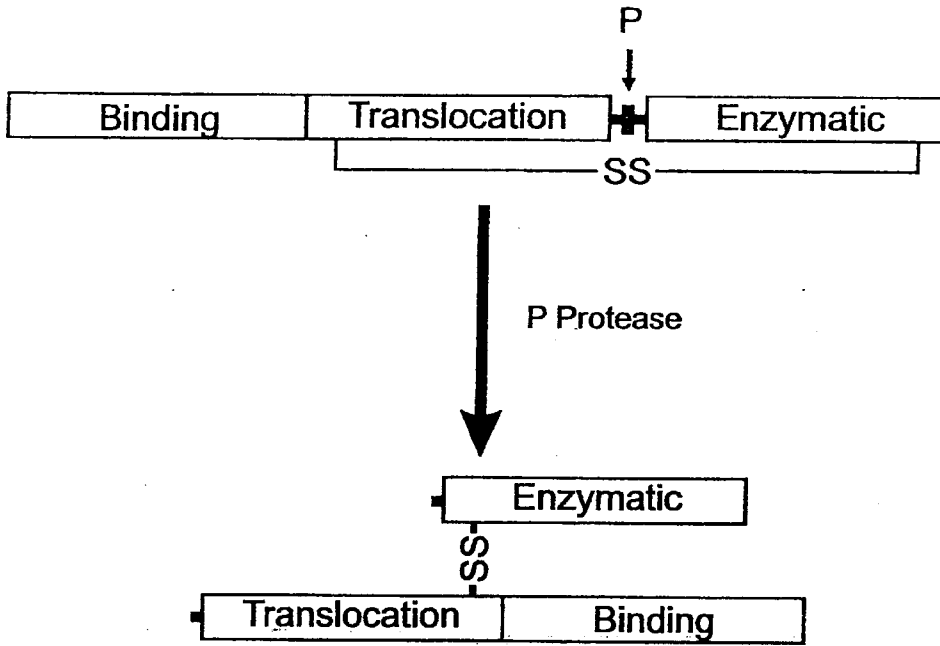 P
Binding Translocation Enzymatic
SS
P Protease
Enzymatic
SS
Translocation Binding